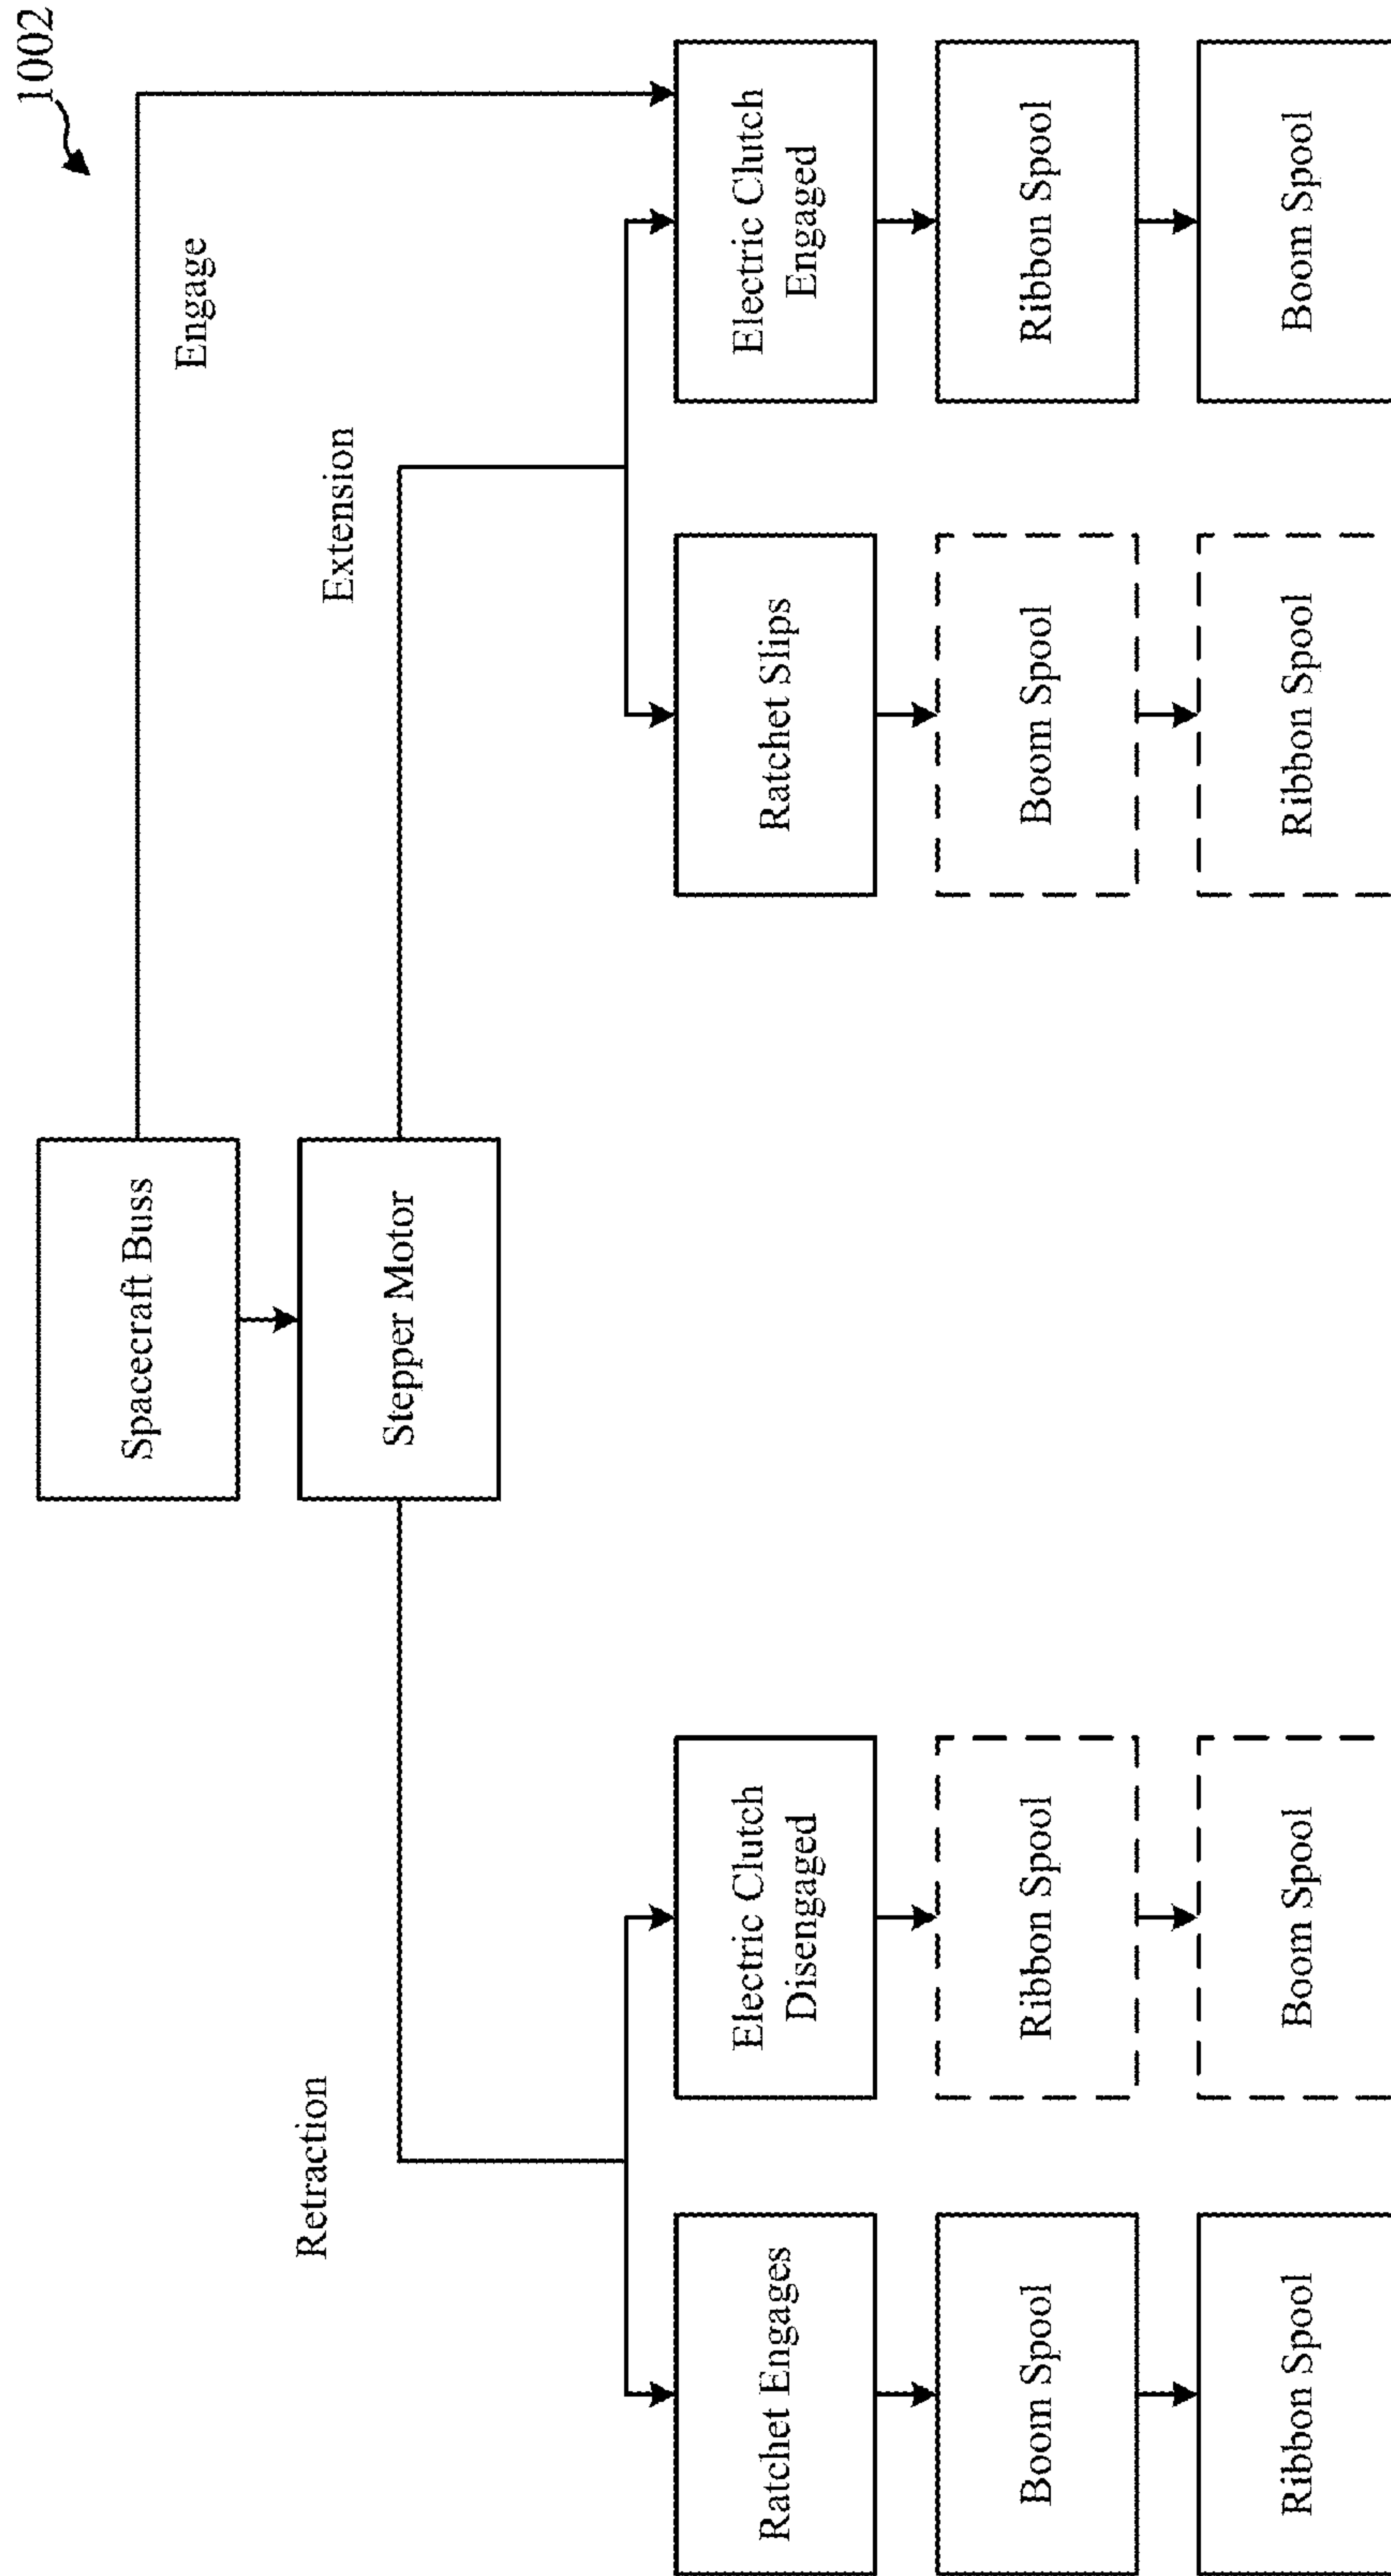 1002
Spacecraft Buss
Engage
Stepper Motor
Retraction
Extension
Ratchet Engages
Electric Clutch
Disengaged
Ratchet Slips
Electric Clutch
Engaged
Boom Spool
Ribbon Spool
Boom Spool
Ribbon Spool
Ribbon Spool
Boom Spool
Ribbon Spool
Boom Spool